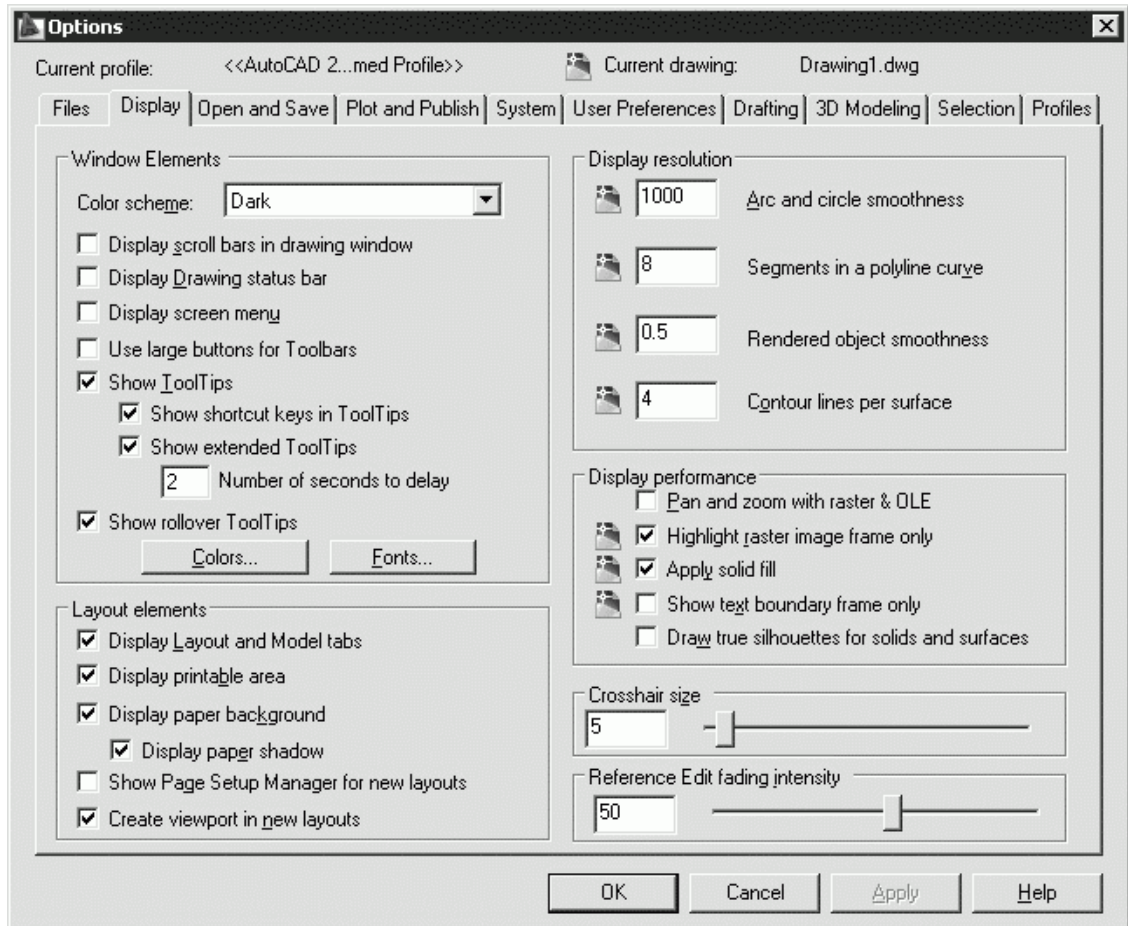 Options
Current profile: <<AutoCAD 2...med Profile>> Current drawing: Drawing1.dwg
Files Display Open and Save Plot and Publish System User Preferences Drafting 3D Modeling Selection Profiles
Window Elements
Color scheme: Dark
Display scroll bars in drawing window
Display Drawing status bar
Display screen menu
Use large buttons for Toolbars
Show ToolTips
Show shortcut keys in ToolTips
Show extended ToolTips
2 Number of seconds to delay
Show rollover ToolTips
Colors... Fonts...
Layout elements
Display Layout and Model tabs
Display printable area
Display paper background
Display paper shadow
Show Page Setup Manager for new layouts
Create viewport in new layouts
Display resolution
1000 Arc and circle smoothness
8 Segments in a polyline curve
0.5 Rendered object smoothness
4 Contour lines per surface
Display performance
Pan and zoom with raster & OLE
Highlight raster image frame only
Apply solid fill
Show text boundary frame only
Draw true silhouettes for solids and surfaces
Crosshair size
5
Reference Edit fading intensity
50
OK Cancel Apply Help